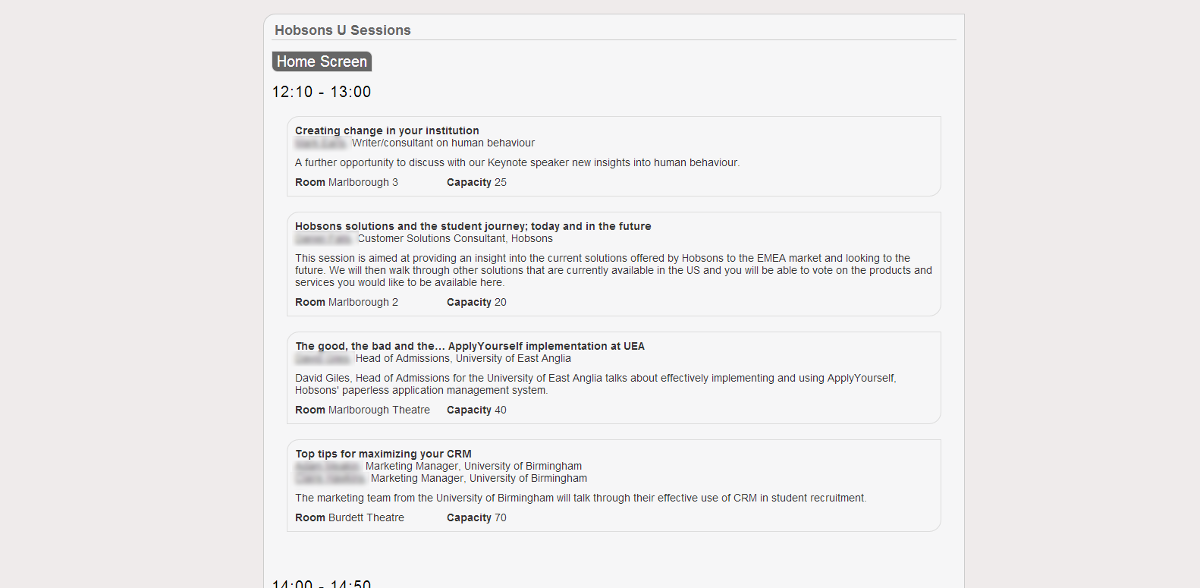 Hobsons U Sessions
Home Screen
12:10 - 13:00
Creating change in your institution
Writer/consultant on human behaviour
A further opportunity to discuss with our Keynote speaker new insights into human behaviour.
Room Marlborough 3 Capacity 25
Hobsons solutions and the student journey; today and in the future
Customer Solutions Consultant, Hobsons
This session is aimed at providing an insight into the current solutions offered by Hobsons to the EMEA market and looking to the
future. We will then walk through other solutions that are currently available in the US and you will be able to vote on the products and
services you would like to be available here.
Room Marlborough 2 Capacity 20
The good, the bad and the... ApplyYourself implementation at UEA
Head of Admissions, University of East Anglia
David Giles, Head of Admissions for the University of East Anglia talks about effectively implementing and using ApplyYourself,
Hobsons' paperless application management system.
Room Marlborough Theatre Capacity 40
Top tips for maximizing your CRM
Marketing Manager, University of Birmingham
Marketing Manager, University of Birmingham
The marketing team from the University of Birmingham will talk through their effective use of CRM in student recruitment.
Room Burdett Theatre Capacity 70
14:00 - 14:50